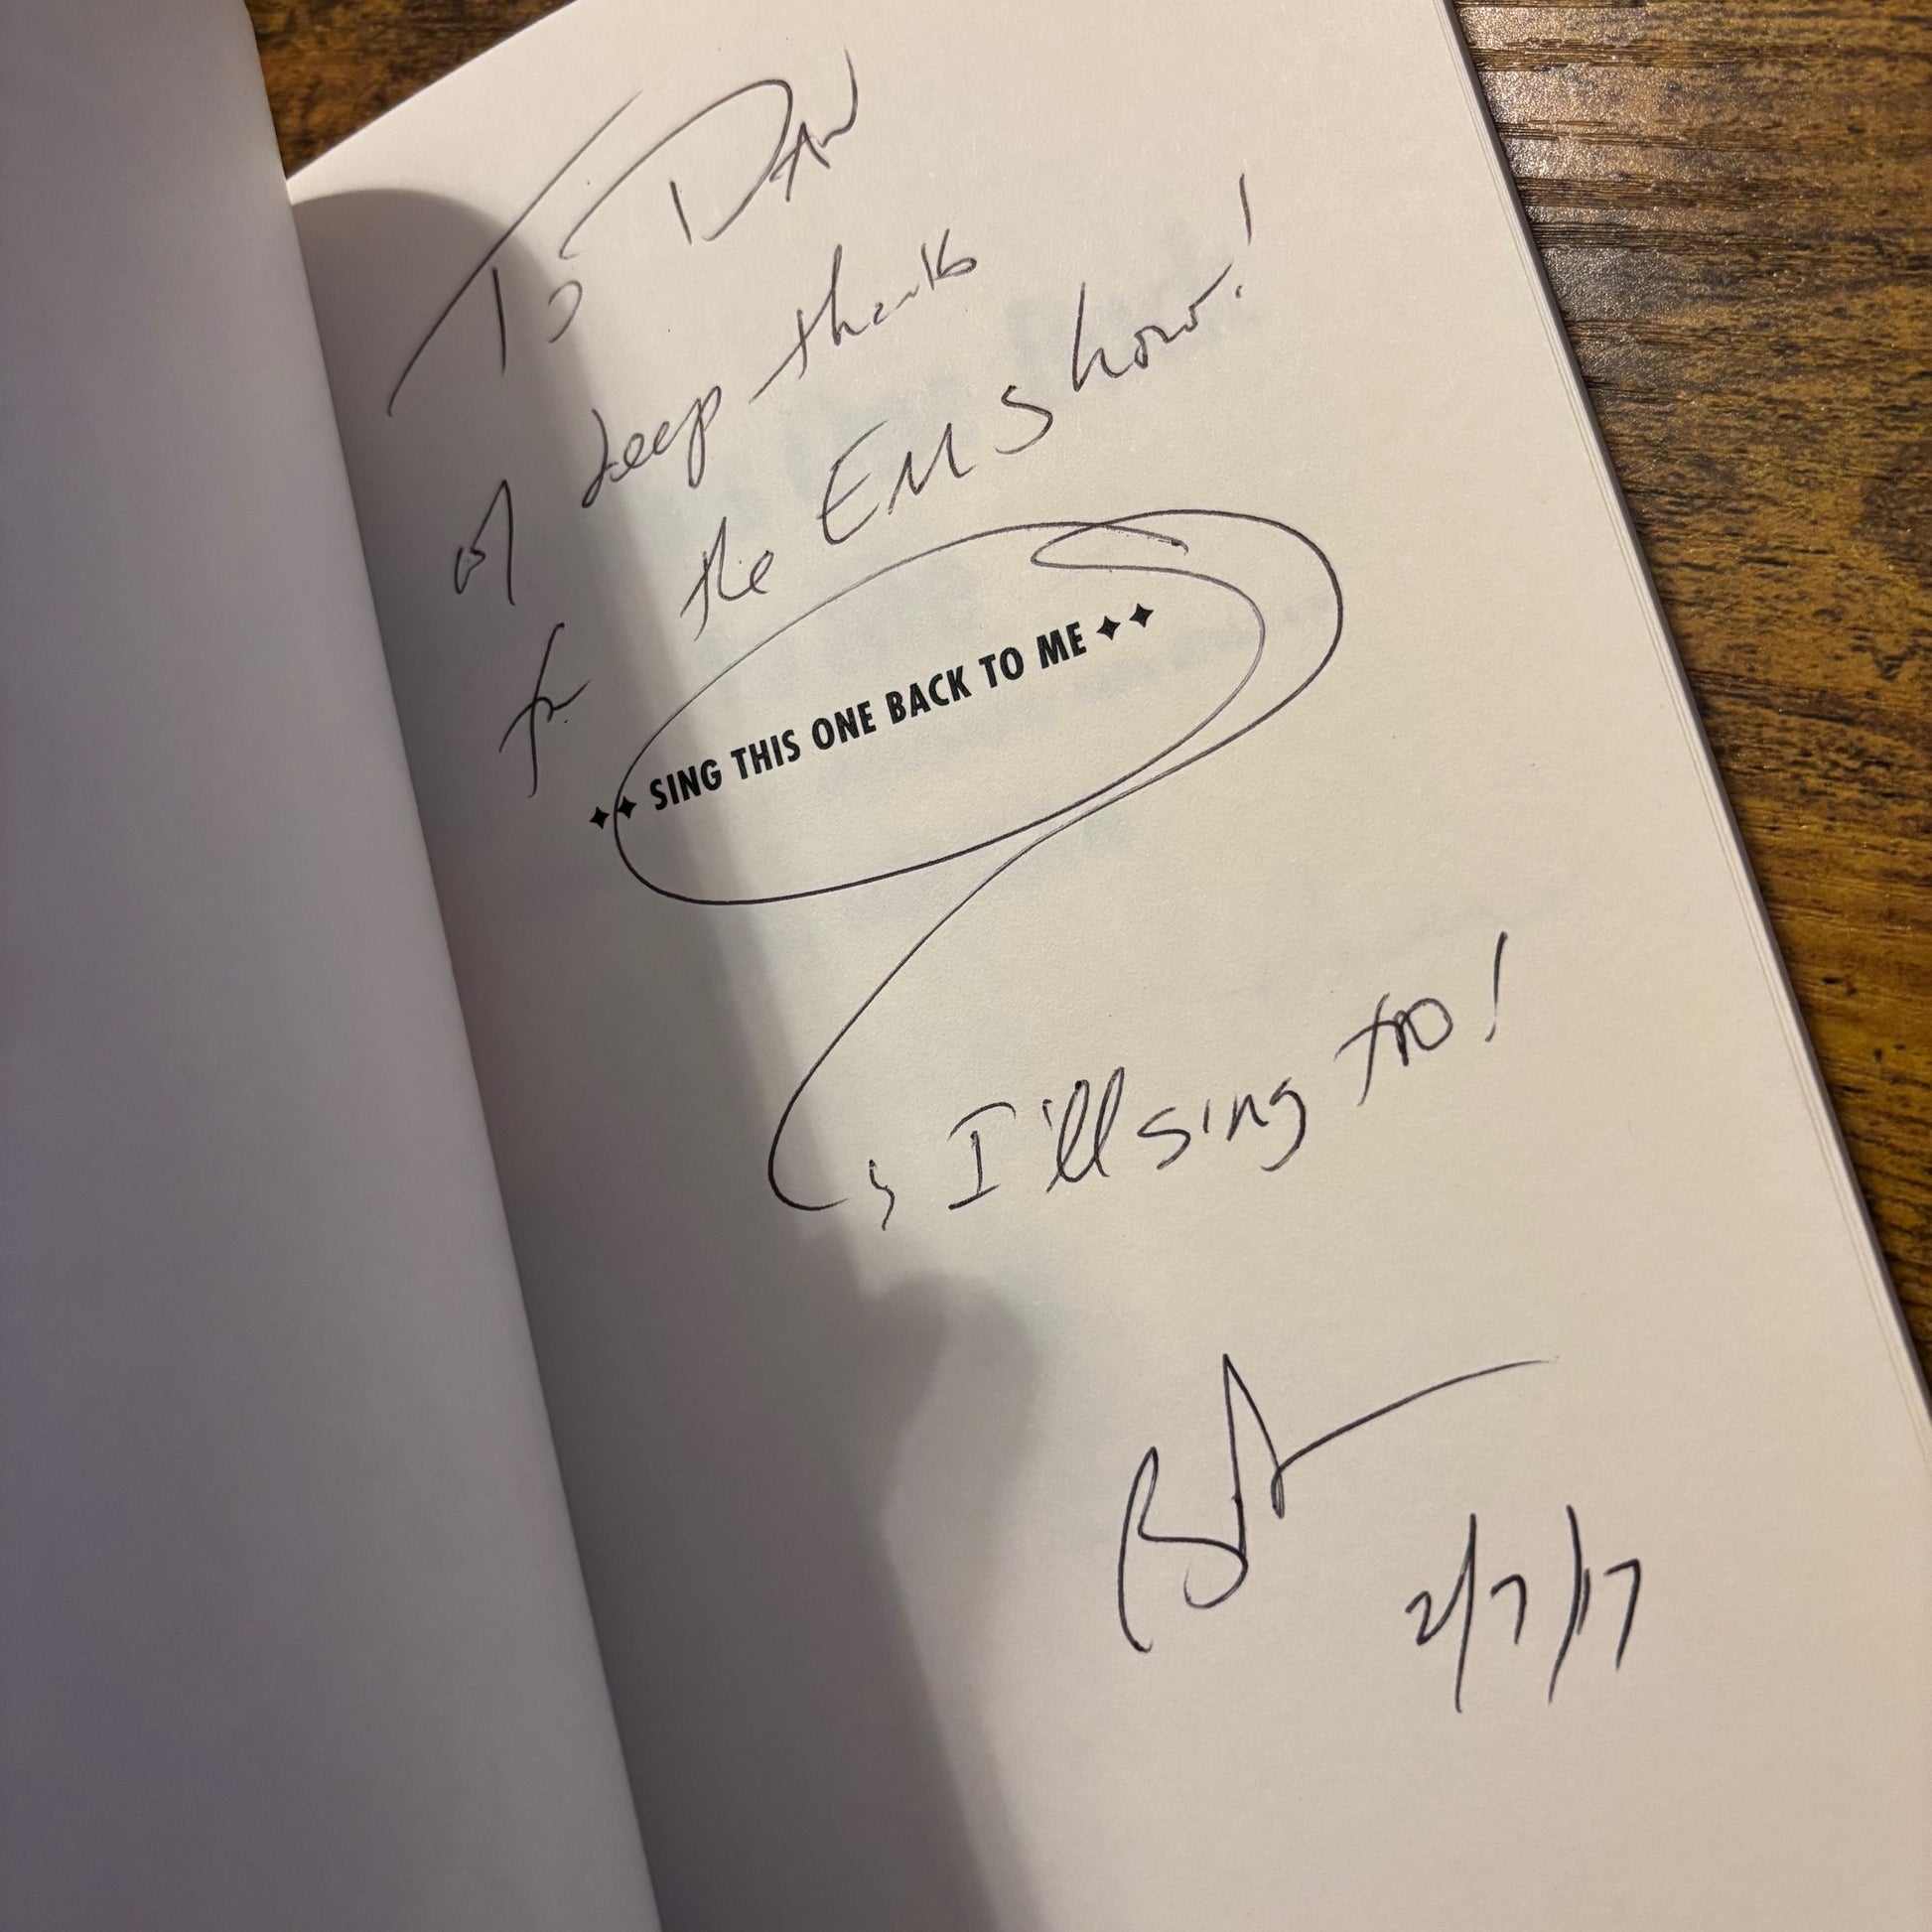 To DAN
w/ deep thanks
for the EM Show!
✦✦ SING THIS ONE BACK TO ME ✦✦
, I'll sing too!
2/7/17